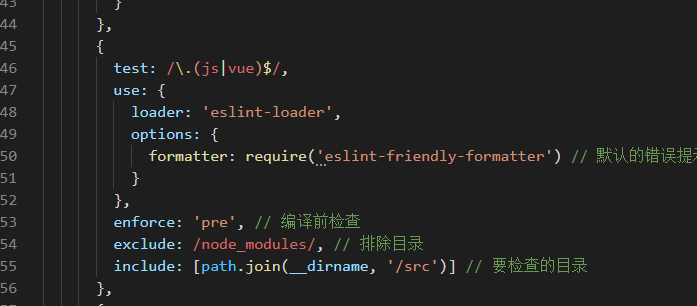 43 }
44 },
45 {
46 test: /\.(js|vue)$/,
47 use: {
48 loader: 'eslint-loader',
49 options: {
50 formatter: require('eslint-friendly-formatter') // 默认的错误提示
51 }
52 },
53 enforce: 'pre', // 编译前检查
54 exclude: /node_modules/, // 排除目录
55 include: [path.join(__dirname, '/src')] // 要检查的目录
56 },